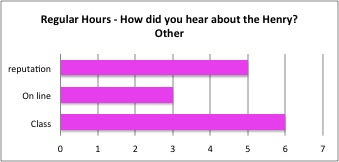 Regular Hours - How did you hear about the Henry?
Other
reputation
On line
Class
0 1 2 3 4 5 6 7